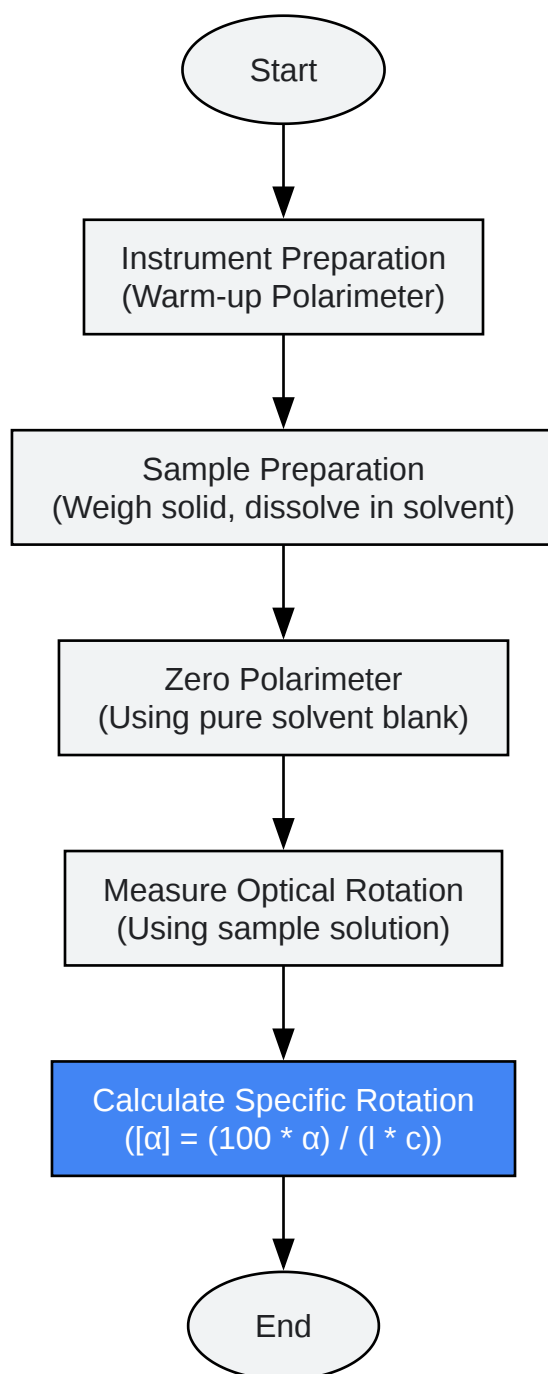 Start
Instrument Preparation
(Warm-up Polarimeter)
Sample Preparation
(Weigh solid, dissolve in solvent)
Zero Polarimeter
(Using pure solvent blank)
Measure Optical Rotation
(Using sample solution)
Calculate Specific Rotation
([α] = (100 * α) / (l * c))
End